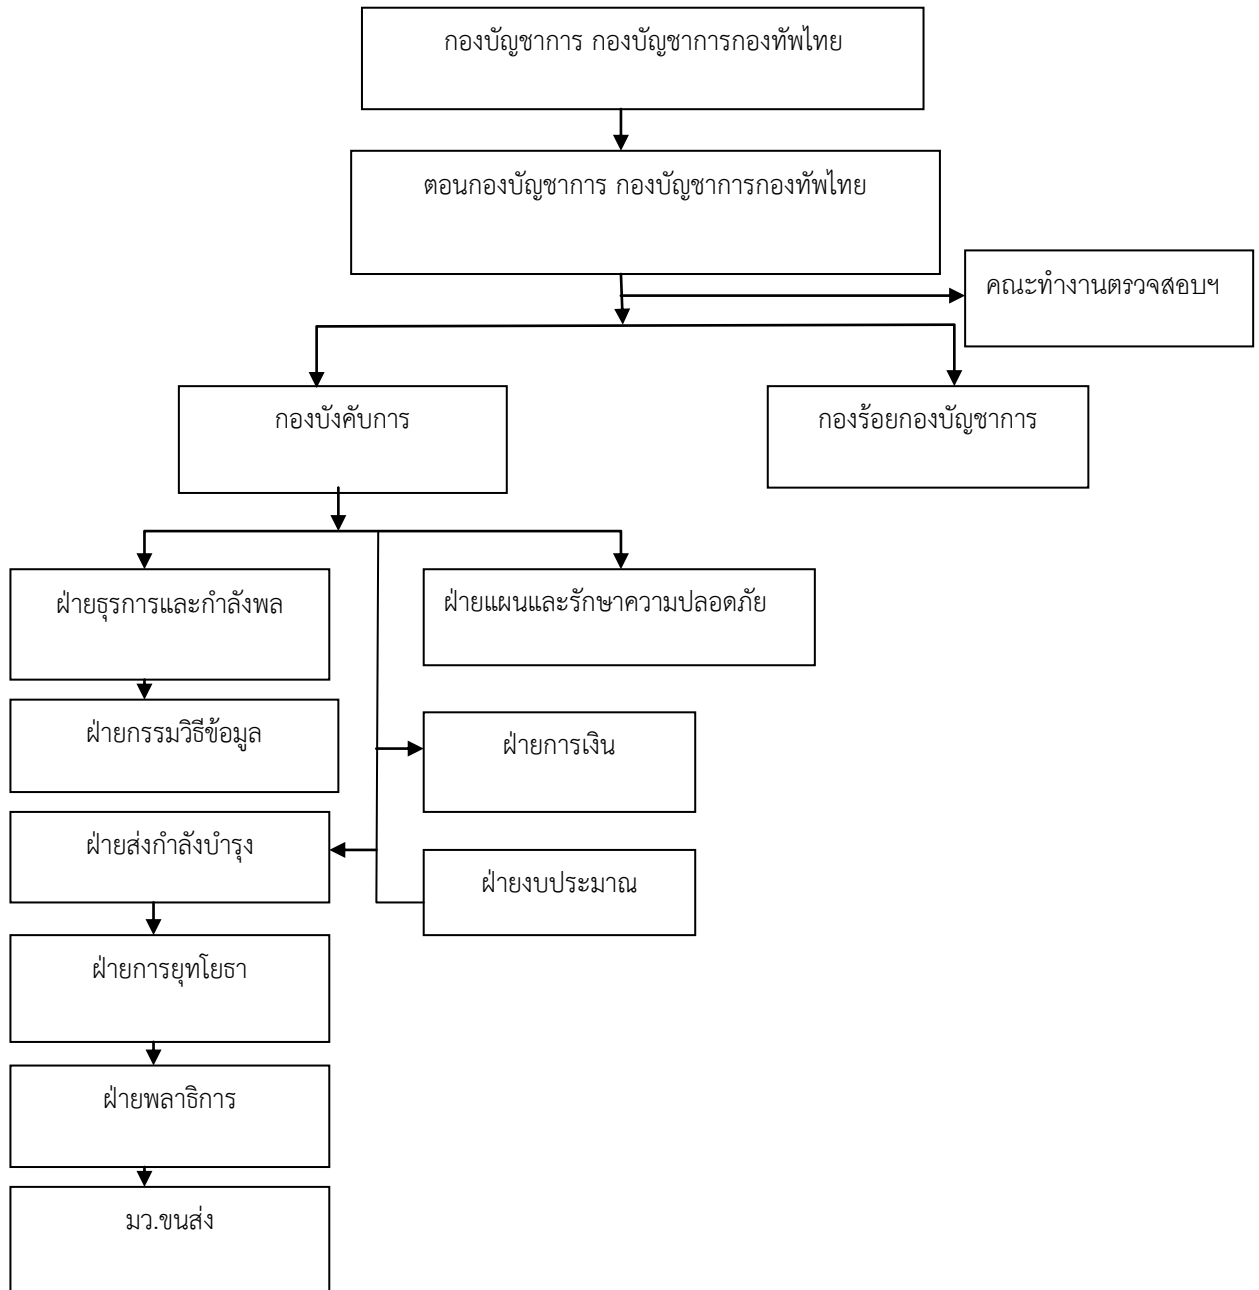 กองบัญชาการ กองบัญชาการกองทัพไทย
ตอนกองบัญชาการ กองบัญชาการกองทัพไทย
คณะทำงานตรวจสอบฯ
กองบังคับการ
กองร้อยกองบัญชาการ
ฝ่ายธุรการและกำลังพล
ฝ่ายแผนและรักษาความปลอดภัย
ฝ่ายกรรมวิธีข้อมูล
ฝ่ายการเงิน
ฝ่ายส่งกำลังบำรุง
ฝ่ายงบประมาณ
ฝ่ายการยุทโยธา
ฝ่ายพลาธิการ
มว.ขนส่ง